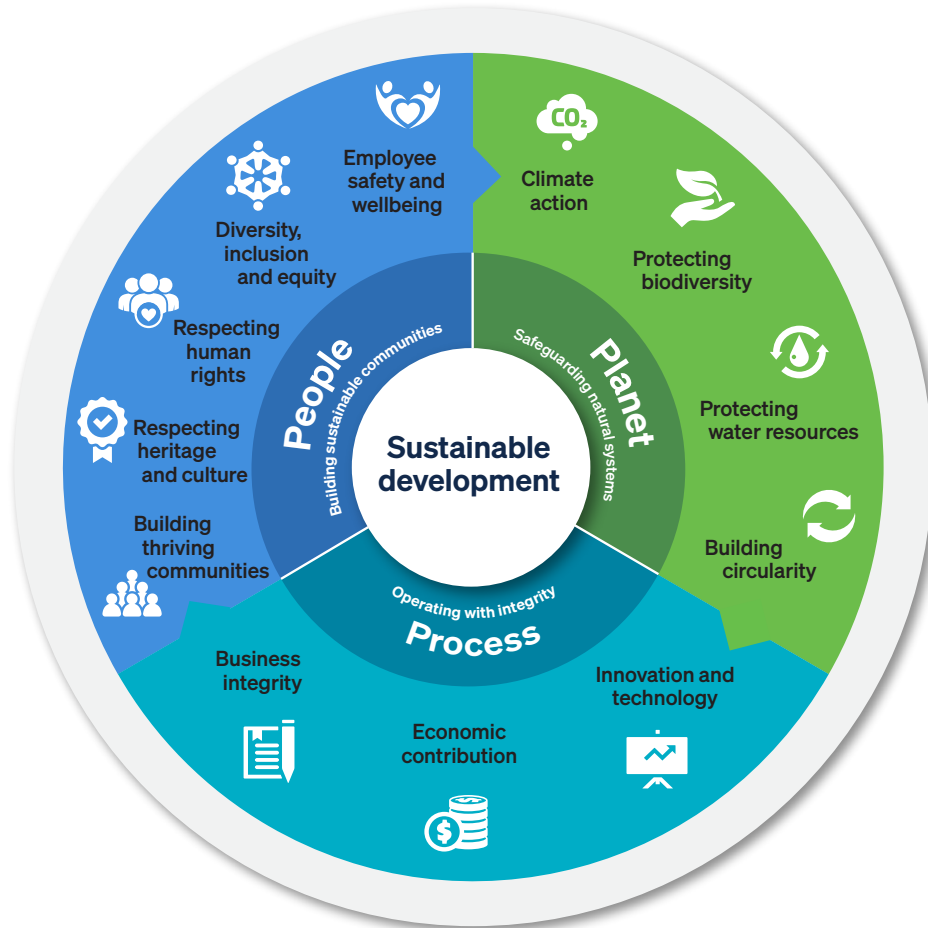 Employee
safety and
wellbeing
Diversity,
inclusion
and equity
Respecting
human
rights
Respecting
heritage
and culture
Building
thriving
communities
People
Building sustainable communities
CO₂
Climate
action
Protecting
biodiversity
Protecting
water resources
Building
circularity
Planet
Safeguarding natural systems
Sustainable
development
Operating with integrity
Process
Business
integrity
Economic
contribution
$
Innovation and
technology